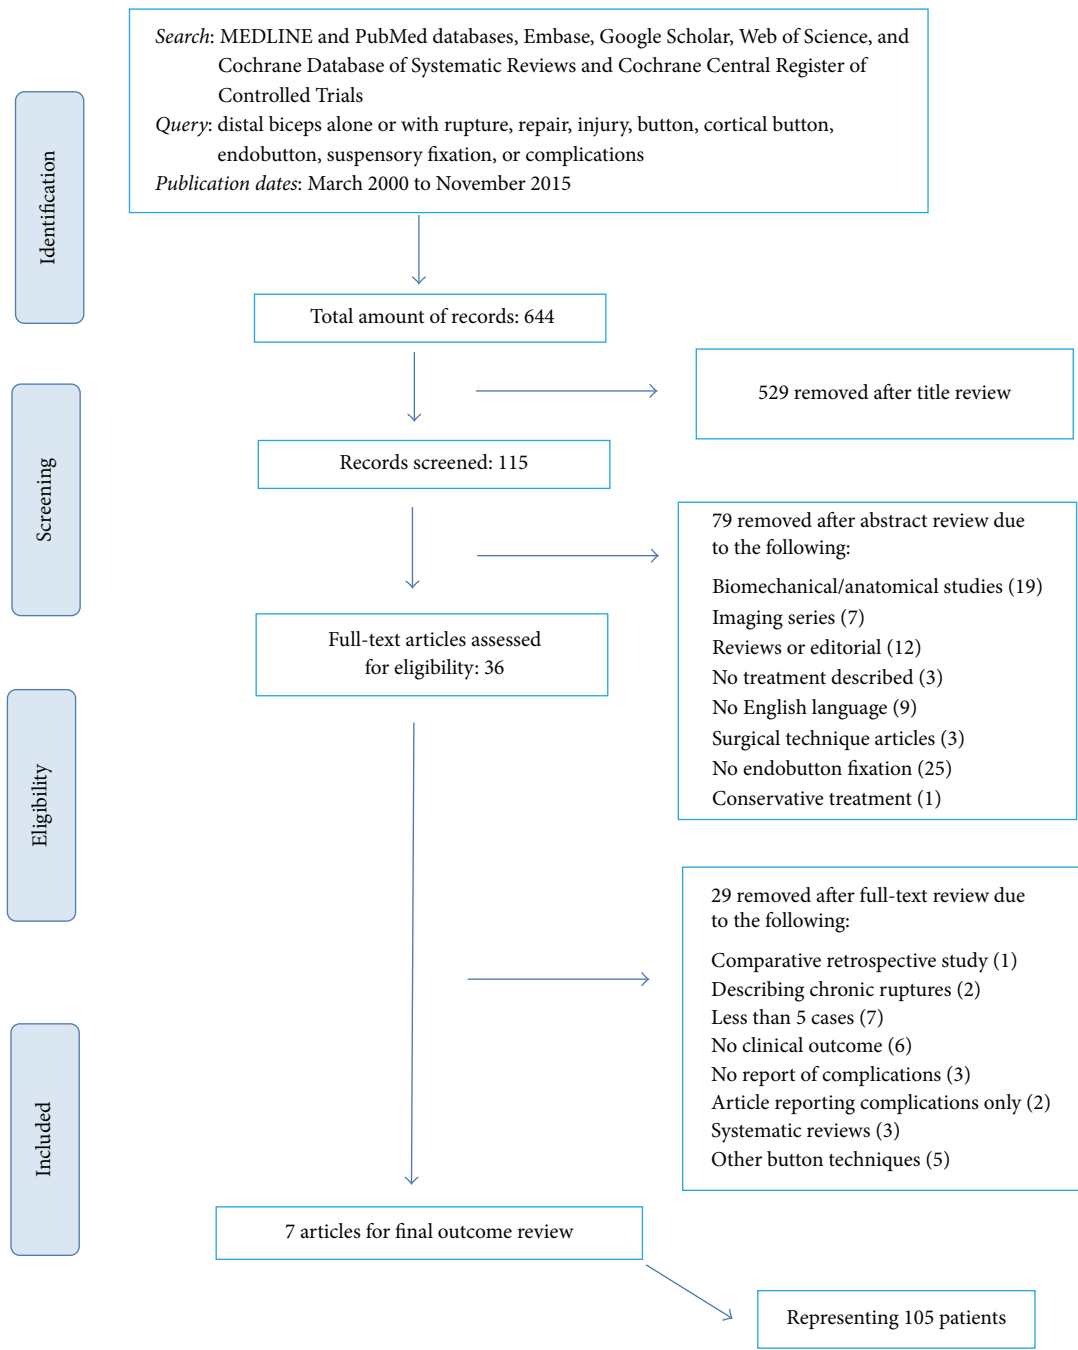 Search: MEDLINE and PubMed databases, Embase, Google Scholar, Web of Science, and
Cochrane Database of Systematic Reviews and Cochrane Central Register of
Controlled Trials
Query: distal biceps alone or with rupture, repair, injury, button, cortical button,
endobutton, suspensory fixation, or complications
Publication dates: March 2000 to November 2015
Identification
Total amount of records: 644
529 removed after title review
Screening
Records screened: 115
79 removed after abstract review due
to the following:
Biomechanical/anatomical studies (19)
Imaging series (7)
Reviews or editorial (12)
No treatment described (3)
No English language (9)
Surgical technique articles (3)
No endobutton fixation (25)
Conservative treatment (1)
Full-text articles assessed
for eligibility: 36
Eligibility
29 removed after full-text review due
to the following:
Comparative retrospective study (1)
Describing chronic ruptures (2)
Less than 5 cases (7)
No clinical outcome (6)
No report of complications (3)
Article reporting complications only (2)
Systematic reviews (3)
Other button techniques (5)
Included
7 articles for final outcome review
Representing 105 patients